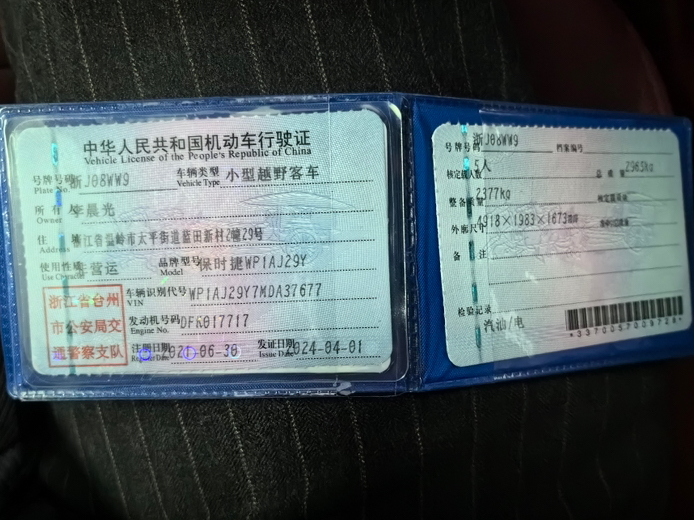 中华人民共和国机动车行驶证
Vehicle License of the People's Republic of China
号牌号码 浙J08WW9 车辆类型 小型越野客车
Plate No. Vehicle Type
所有人 李晨光
Owner
住 浙江省温岭市太平街道蓝田新村2幢29号
Address
使用性质 非营运 品牌型号 保时捷WP1AJ29Y
Use Character Model
浙江省台州
市公安局交
通警察支队
车辆识别代号 WP1AJ29Y7MDA37677
VIN
发动机号码 DFK017717
Engine No.
注册日期 2021-06-30 发证日期 2024-04-01
Register Date Issue Date
号牌号码 浙J08WW9 档案编号
核定载人数 5人 总质量 2965kg
整备质量 2377kg 核定载质量
外廓尺寸 4918×1983×1673mm
备注
检验记录
汽油/电
*3370057039728*